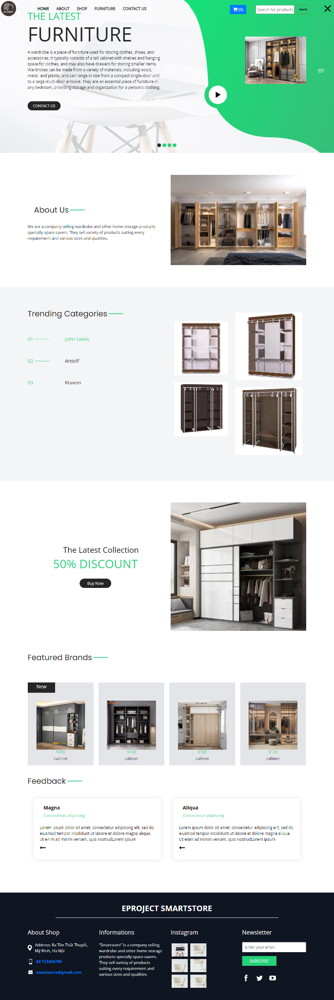 HOME ABOUT SHOP FURNITURE CONTACT US
(0)
Search for products
Search
THE LATEST
FURNITURE
A wardrobe is a piece of furniture used for storing clothes, shoes, and
accessories. It typically consists of a tall cabinet with shelves and hanging
space for clothes, and may also have drawers for storing smaller items.
Wardrobes can be made from a variety of materials, including wood,
metal, and plastic, and can range in size from a compact single-door unit
to a large multi-door armoire. They are an essential piece of furniture in
any bedroom, providing storage and organization for a person's clothing.
01
CONTACT US
About Us
We are a company selling wardrobe and other home storage products
specially space savers. They sell variety of products suiting every
requirement and various sizes and qualities.
Trending Categories
01 John Lewis
02 Anself
03 Ktaxon
The Latest Collection
50% DISCOUNT
Buy Now
Featured Brands
New
$100
cabinet
$100
cabinet
$100
cabinet
$100
cabinet
Feedback
Magna
Consectetur adipiscing
Lorem ipsum dolor sit amet, consectetur adipiscing elit, sed do
eiusmod tempor incididunt ut labore et dolore magna aliqua.
Ut enim ad minim veniam, quis nostrudLorem ipsum
Aliqua
Consectetur adipiscing
Lorem ipsum dolor sit amet, consectetur adipiscing elit, sed do
eiusmod tempor incididunt ut labore et dolore magna aliqua.
Ut enim ad minim veniam, quis nostrudLorem ipsum
EPROJECT SMARTSTORE
About Shop
Address: 8a Tôn Thất Thuyết,
Mỹ Đình, Hà Nội
84 123456789
smartstore@gmail.com
Informations
"Smartstore" is a company selling
wardrobe and other home storage
products specially space savers.
They sell variety of products
suiting every requirement and
various sizes and qualities.
Instagram
Newsletter
Enter your email
SUBSCRIBE